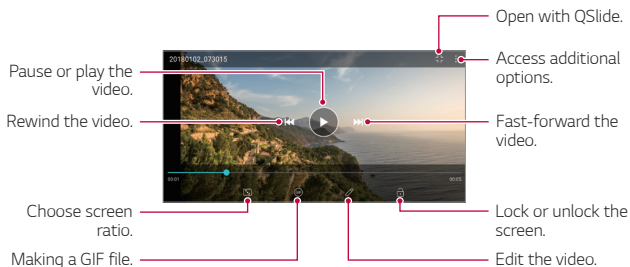 Open with QSlide.
20180102_073015
Access additional
options.
Pause or play the
video.
Rewind the video.
Fast-forward the
video.
00:01
00:05
GIF
Choose screen
ratio.
Lock or unlock the
screen.
Making a GIF file.
Edit the video.